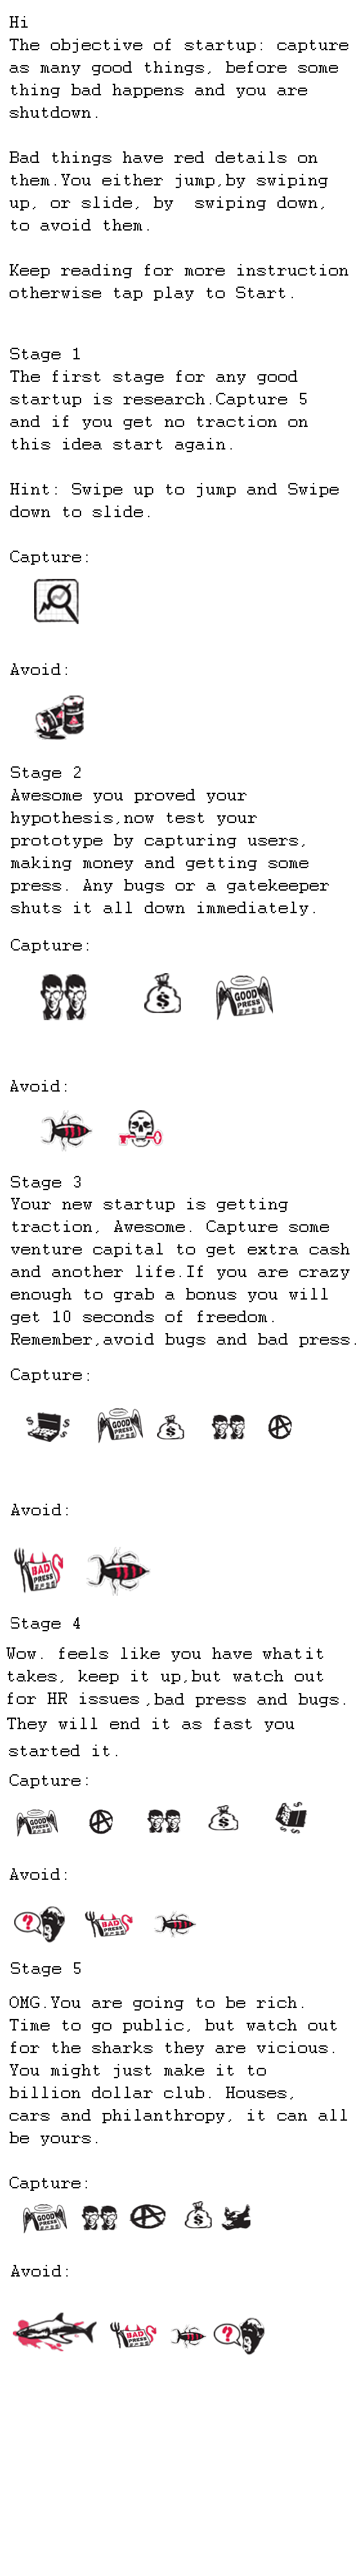 Hi
The objective of startup: capture
as many good things, before some
thing bad happens and you are
shutdown.
Bad things have red details on
them.You either jump,by swiping
up, or slide, by  swiping down,
to avoid them.
Keep reading for more instruction
otherwise tap play to Start.
Stage 1
The first stage for any good
startup is research.Capture 5
and if you get no traction on
this idea start again.
Hint: Swipe up to jump and Swipe
down to slide.
Capture:
Avoid:
Stage 2
Awesome you proved your
hypothesis,now test your
prototype by capturing users,
making money and getting some
press. Any bugs or a gatekeeper
shuts it all down immediately.
Capture:
$ GOOD PRESS
Avoid:
Stage 3
Your new startup is getting
traction, Awesome. Capture some
venture capital to get extra cash
and another life.If you are crazy
enough to grab a bonus you will
get 10 seconds of freedom.
Remember,avoid bugs and bad press.
Capture:
$ $ $ GOOD PRESS $
Avoid:
BAD PRESS
Stage 4
Wow. feels like you have whatit
takes, keep it up,but watch out
for HR issues ,bad press and bugs.
They will end it as fast you
started it.
Capture:
GOOD PRESS $ $ $
Avoid:
? BAD PRESS
Stage 5
OMG.You are going to be rich.
Time to go public, but watch out
for the sharks they are vicious.
You might just make it to
billion dollar club. Houses,
cars and philanthropy, it can all
be yours.
Capture:
GOOD PRESS $
Avoid:
BAD PRESS ?